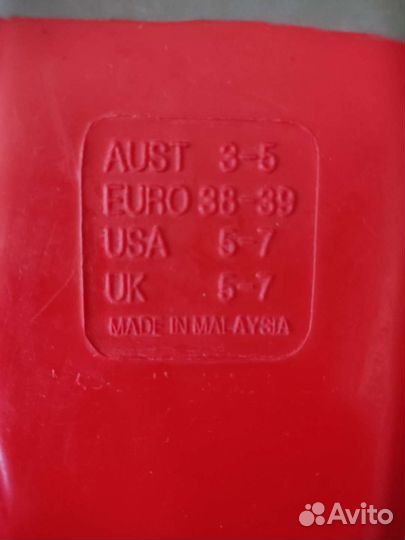 AUST 3-5
EURO 38-39
USA 5-7
UK 5-7
MADE IN MALAYSIA
Avito